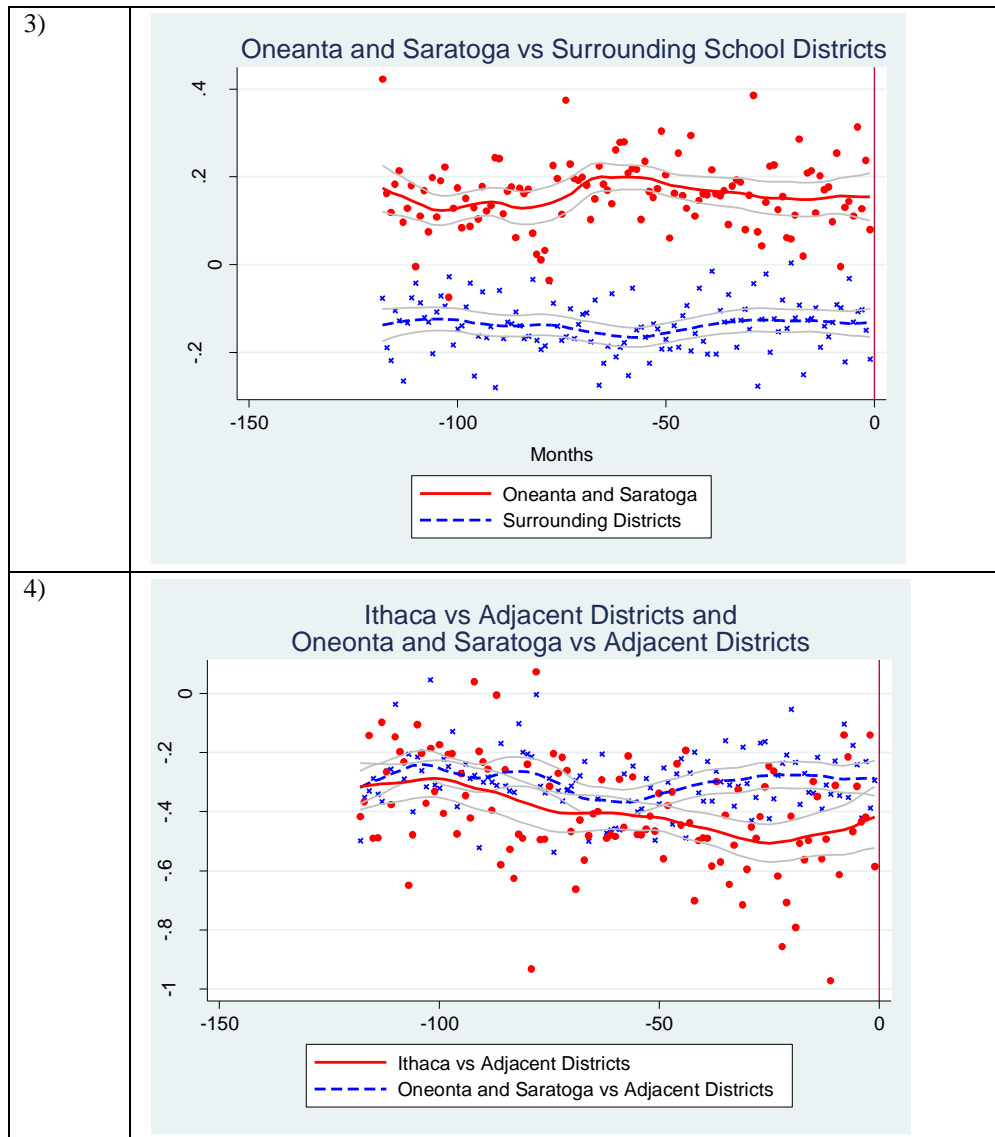 3)
Oneanta and Saratoga vs Surrounding School Districts
.4
.2
0
-.2
-150 -100 -50 0
Months
Oneanta and Saratoga
Surrounding Districts
4)
Ithaca vs Adjacent Districts and
Oneonta and Saratoga vs Adjacent Districts
0
-.2
-.4
-.6
-.8
-1
-150 -100 -50 0
Ithaca vs Adjacent Districts
Oneonta and Saratoga vs Adjacent Districts